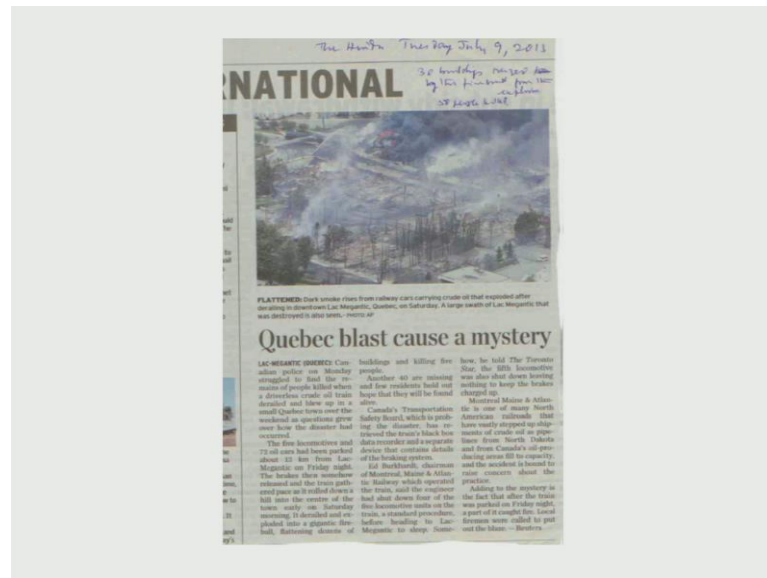 The Hindu Tuesday July 9, 2013
RNATIONAL
30 buildings razed
by the fireball from the
explosion
FLATTENED: Dark smoke rises from railway cars carrying crude oil that exploded after
derailing in downtown Lac Megantic, Quebec, on Saturday. A large swath of Lac Megantic that
was destroyed is also seen. - PHOTO: AP
Quebec blast cause a mystery
LAC-MEGANTIC (QUEBEC): Can-
adian police on Monday
struggled to find the re-
mains of people killed when
a driverless crude oil train
derailed and blew up in a
small Quebec town over the
weekend as questions grew
over how the disaster had
occurred.
The five locomotives and
72 oil cars had been parked
about 12 km from Lac-
Megantic on Friday night.
The brakes then somehow
released and the train gath-
ered pace as it rolled down a
hill into the centre of the
town early on Saturday
morning. It derailed and ex-
ploded into a gigantic fire-
ball, flattening dozens of
buildings and killing five
people.
Another 40 are missing
and few residents hold out
hope that they will be found
alive.
Canada's Transportation
Safety Board, which is prob-
ing the disaster, has re-
trieved the train's black box
data recorder and a separate
device that contains details
of the braking system.
Ed Burkhardt, chairman
of Montreal, Maine & Atlan-
tic Railway which operated
the train, said the engineer
had shut down four of the
five locomotive units on the
train, a standard procedure,
before heading to Lac-
Megantic to sleep. Some-
how, he told The Toronto
Star, the fifth locomotive
was also shut down leaving
nothing to keep the brakes
charged up.
Montreal Maine & Atlan-
tic is one of many North
American railroads that
have vastly stepped up ship-
ments of crude oil as pipe-
lines from North Dakota
and from Canada's oil-pro-
ducing areas fill to capacity,
and the accident is bound to
raise concern about the
practice.
Adding to the mystery is
the fact that after the train
was parked on Friday night,
a part of it caught fire. Local
firemen were called to put
out the blaze. — Reuters